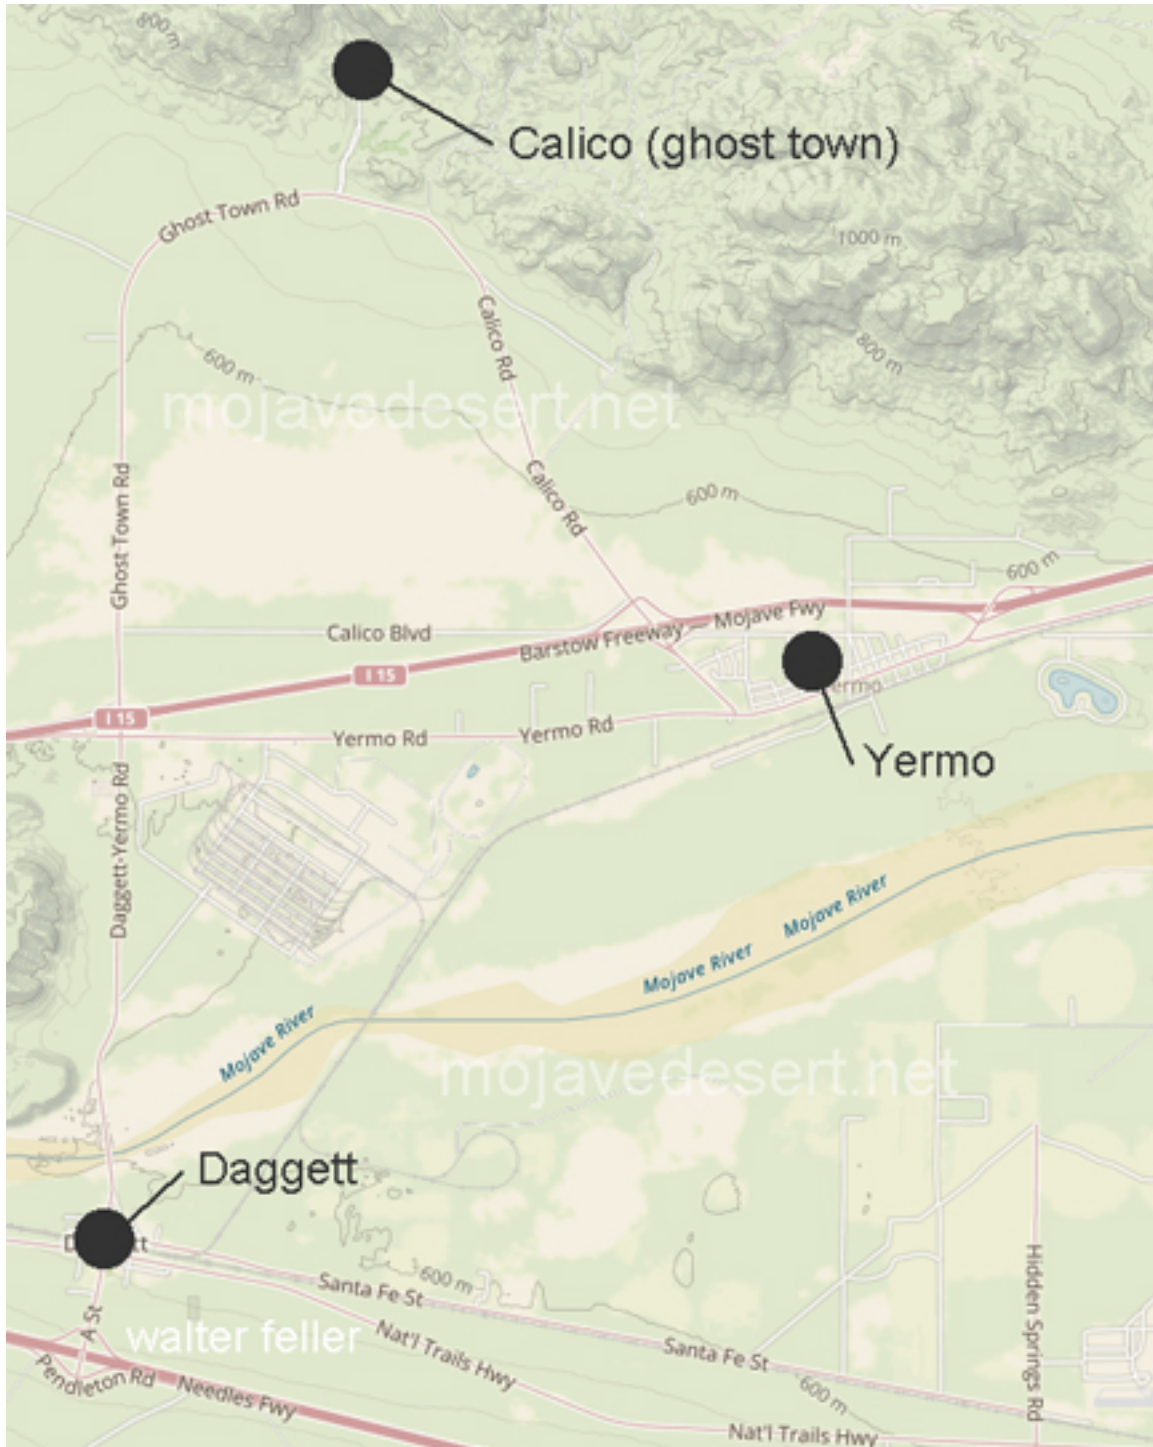 800 m
Calico (ghost town)
Ghost Town Rd
1000 m
Calico Rd
800 m
600 m
mojavedesert.net
Calico Rd
600 m
Ghost Town Rd
600 m
Calico Blvd
Barstow Freeway — Mojave Fwy
I 15
I 15
Yermo Rd
Yermo Rd
Yermo
Daggett-Yermo Rd
Mojave River
Mojave River
Mojave River
mojavedesert.net
Daggett
600 m
Santa Fe St
Hidden Springs Rd
A St
walter feller
Nat'l Trails Hwy
Santa Fe St
Pendleton Rd
Needles Fwy
600 m
Nat'l Trails Hwy